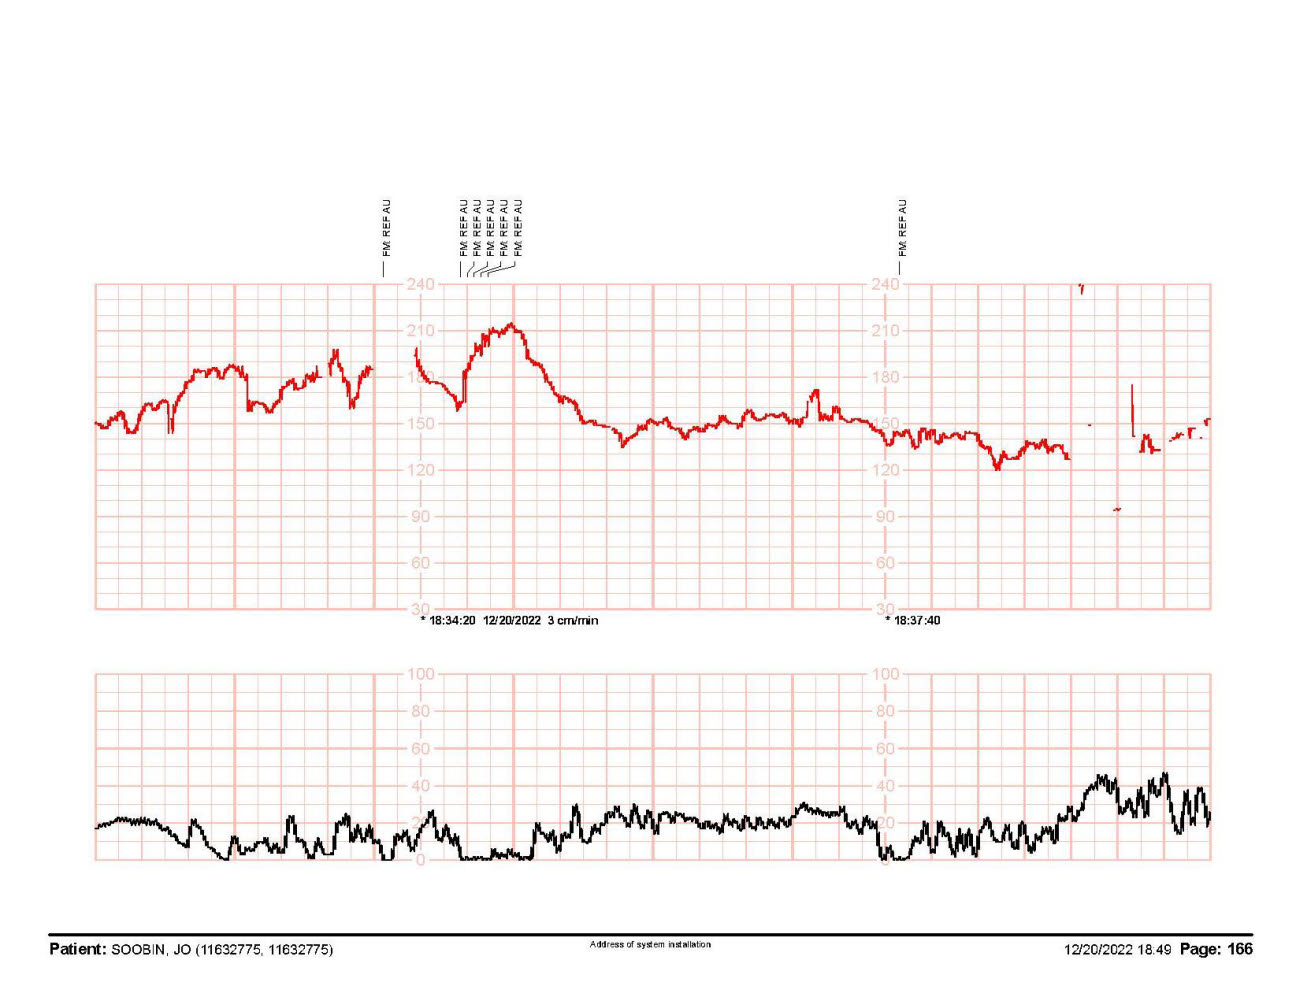 FM: REF AU
FM: REF AU
FM: REF AU
FM: REF AU
FM: REF AU
FM: REF AU
FM: REF AU
240 240
210 210
180 180
150 150
120 120
90 90
60 60
30 30
* 18:34:20 12/20/2022 3 cm/min * 18:37:40
100 100
80 80
60 60
40 40
20 20
0 0
Patient: SOOBIN, JO (11632775, 11632775) Address of system installation 12/20/2022 18:49 Page: 166